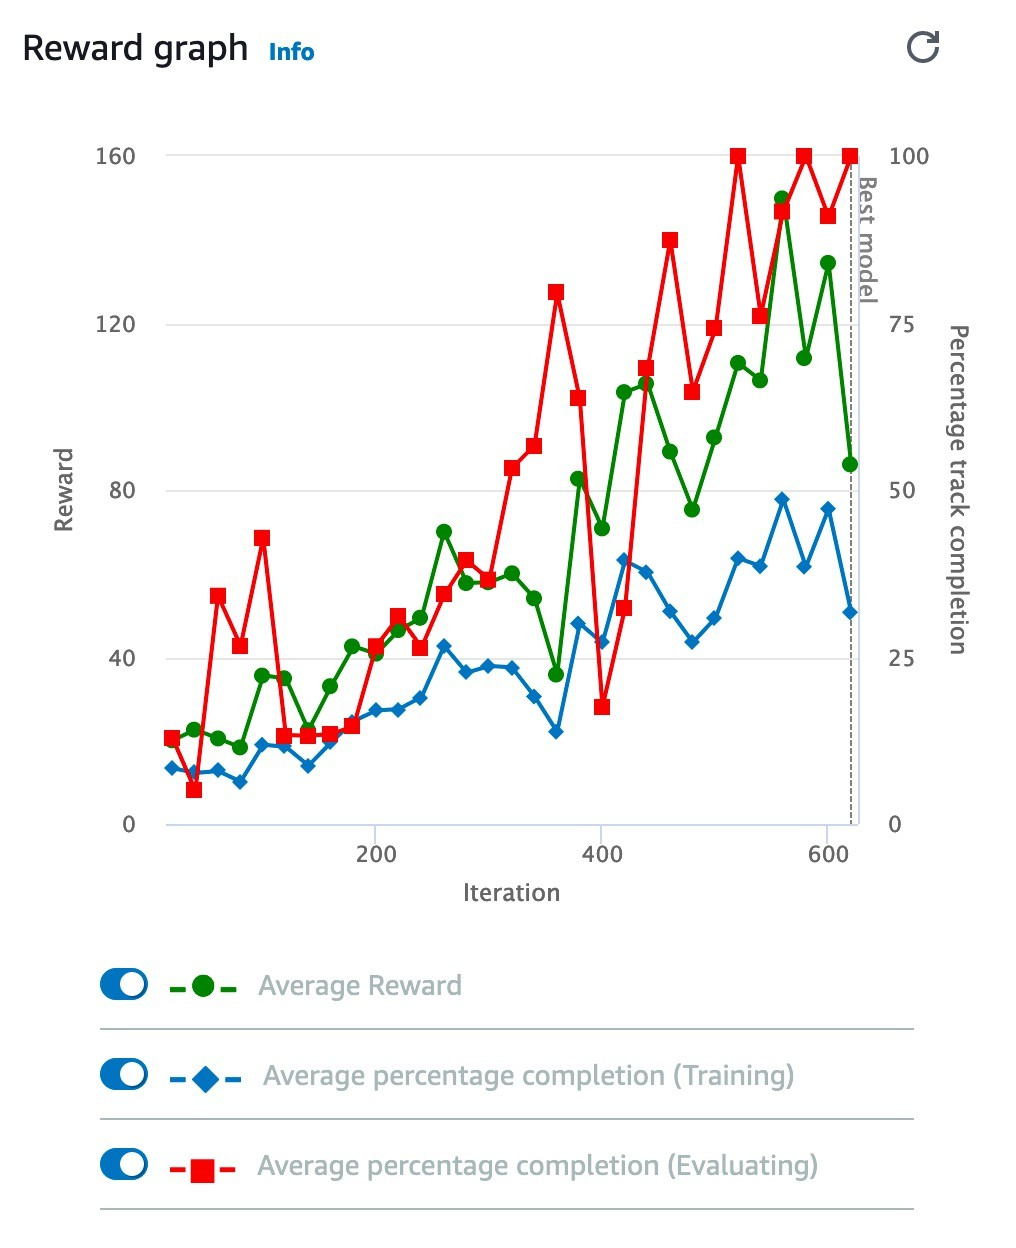 Reward graph Info
160
100
Best model
120
75
Percentage track completion
Reward
80
50
40
25
0
0
200
400
600
Iteration
Average Reward
Average percentage completion (Training)
Average percentage completion (Evaluating)